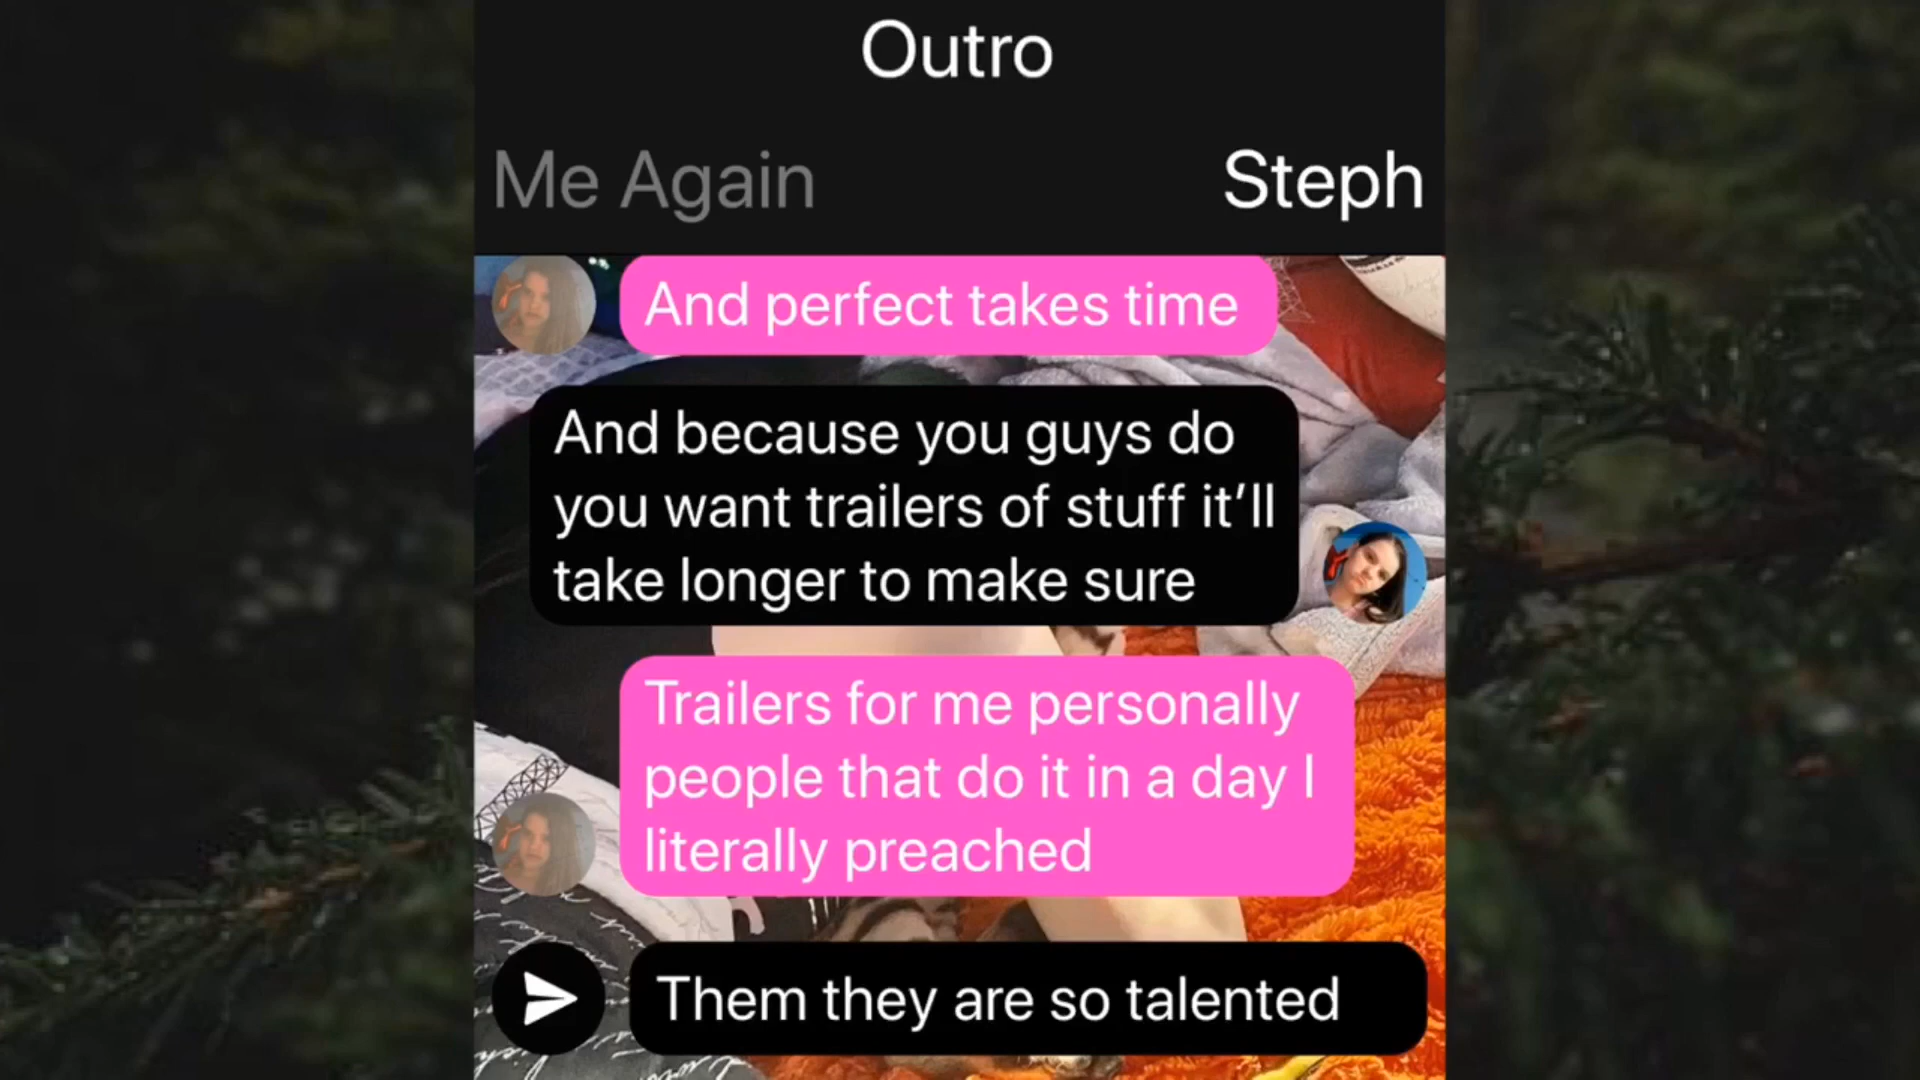 Outro
Me Again
Steph
And perfect takes time
And because you guys do
you want trailers of stuff it’ll
take longer to make sure
Trailers for me personally
people that do it in a day I
literally preached
Them they are so talented